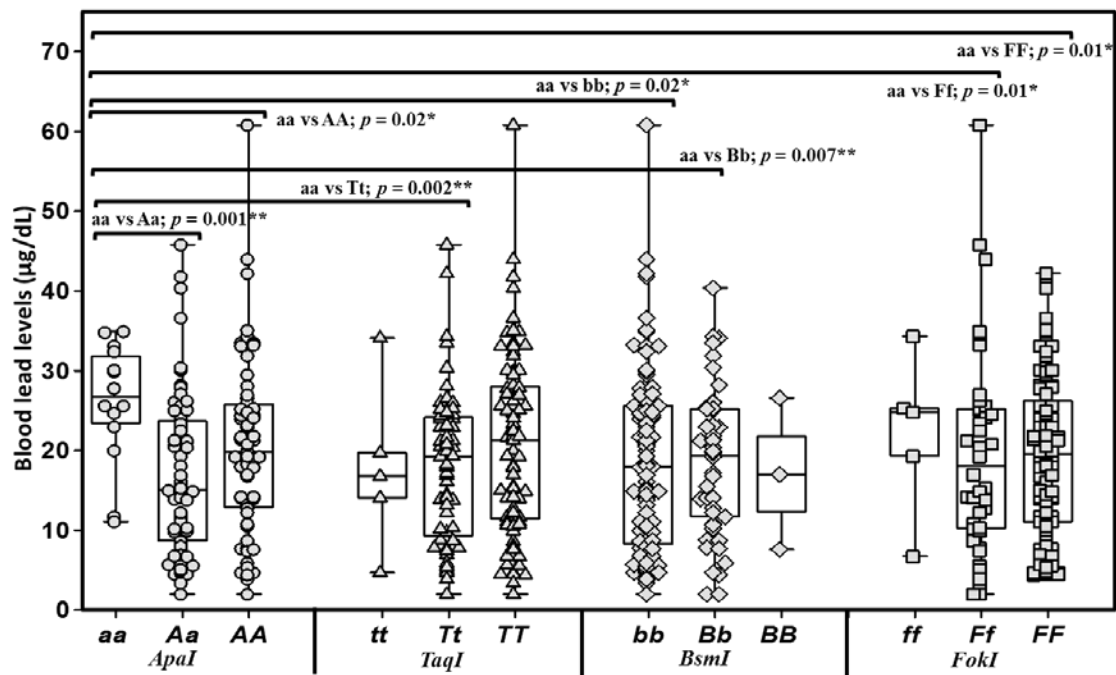 Blood lead levels (µg/dL)
70
60
50
40
30
20
10
0
aa vs FF; p = 0.01*
aa vs bb; p = 0.02*
aa vs Ff; p = 0.01*
aa vs AA; p = 0.02*
aa vs Bb; p = 0.007**
aa vs Tt; p = 0.002**
aa vs Aa; p = 0.001**
aa Aa AA tt Tt TT bb Bb BB ff Ff FF
ApaI TaqI BsmI FokI